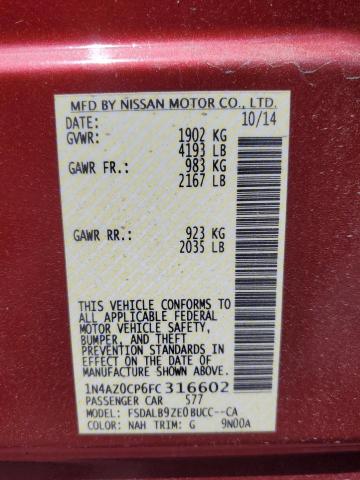 MFD BY NISSAN MOTOR CO., LTD.
DATE: 10/14
GVWR: 1902 KG
4193 LB
GAWR FR: 983 KG
2167 LB
GAWR RR.: 923 KG
2035 LB
THIS VEHICLE CONFORMS TO
ALL APPLICABLE FEDERAL
MOTOR VEHICLE SAFETY,
BUMPER, AND THEFT
PREVENTION STANDARDS IN
EFFECT ON THE DATE OF
MANUFACTURE SHOWN ABOVE.
1N4AZ0CP6FC316602
PASSENGER CAR 577
MODEL: FSDALB9ZE0BUCC--CA
COLOR: NAH TRIM: G 9N00A